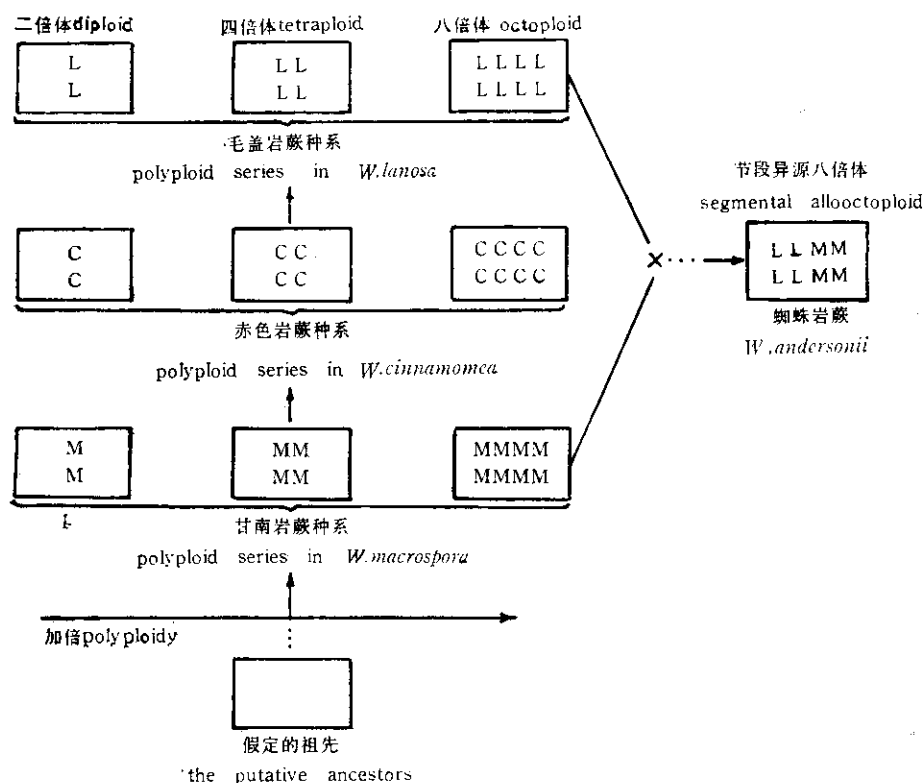 二倍体diploid
四倍体tetraploid
八倍体 octoploid
L
L
L L
L L
L L L L
L L L L
毛盖岩蕨种系
polyploid series in W.lanosa
节段异源八倍体
segmental allooctoploid
C
C
C C
C C
C C C C
C C C C
×
L L MM
L L MM
赤色岩蕨种系
蜘蛛岩蕨
W.andersonii
polyploid series in W.cinnamomea
M
M
MM
MM
MMMM
MMMM
甘南岩蕨种系
polyploid series in W.macrospora
加倍polyploidy
假定的祖先
the putative ancestors